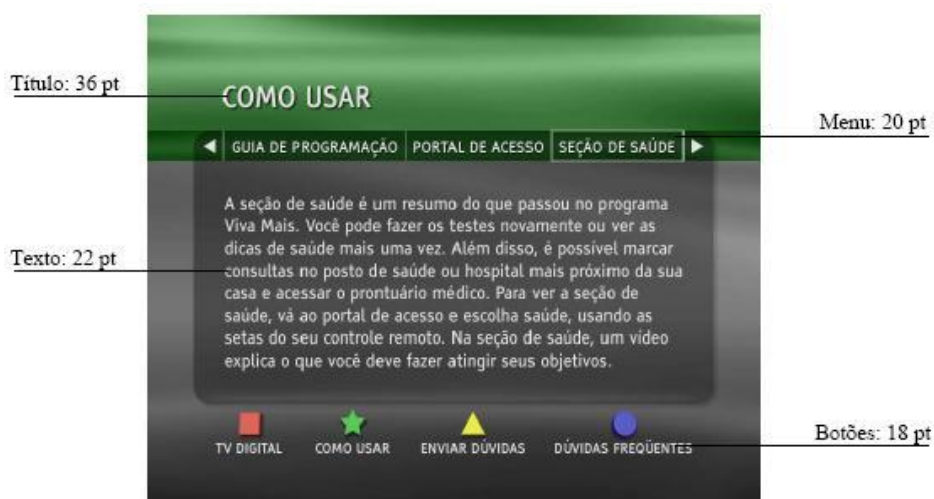 Título: 36 pt
COMO USAR
Menu: 20 pt
GUIA DE PROGRAMAÇÃO PORTAL DE ACESSO SEÇÃO DE SAÚDE
A seção de saúde é um resumo do que passou no programa
Viva Mais. Você pode fazer os testes novamente ou ver as
dicas de saúde mais uma vez. Além disso, é possível marcar
Texto: 22 pt
consultas no posto de saúde ou hospital mais próximo da sua
casa e acessar o prontuário médico. Para ver a seção de
saúde, vá ao portal de acesso e escolha saúde, usando as
setas do seu controle remoto. Na seção de saúde, um vídeo
explica o que você deve fazer atingir seus objetivos.
Botões: 18 pt
TV DIGITAL COMO USAR ENVIAR DÚVIDAS DÚVIDAS FREQÜENTES